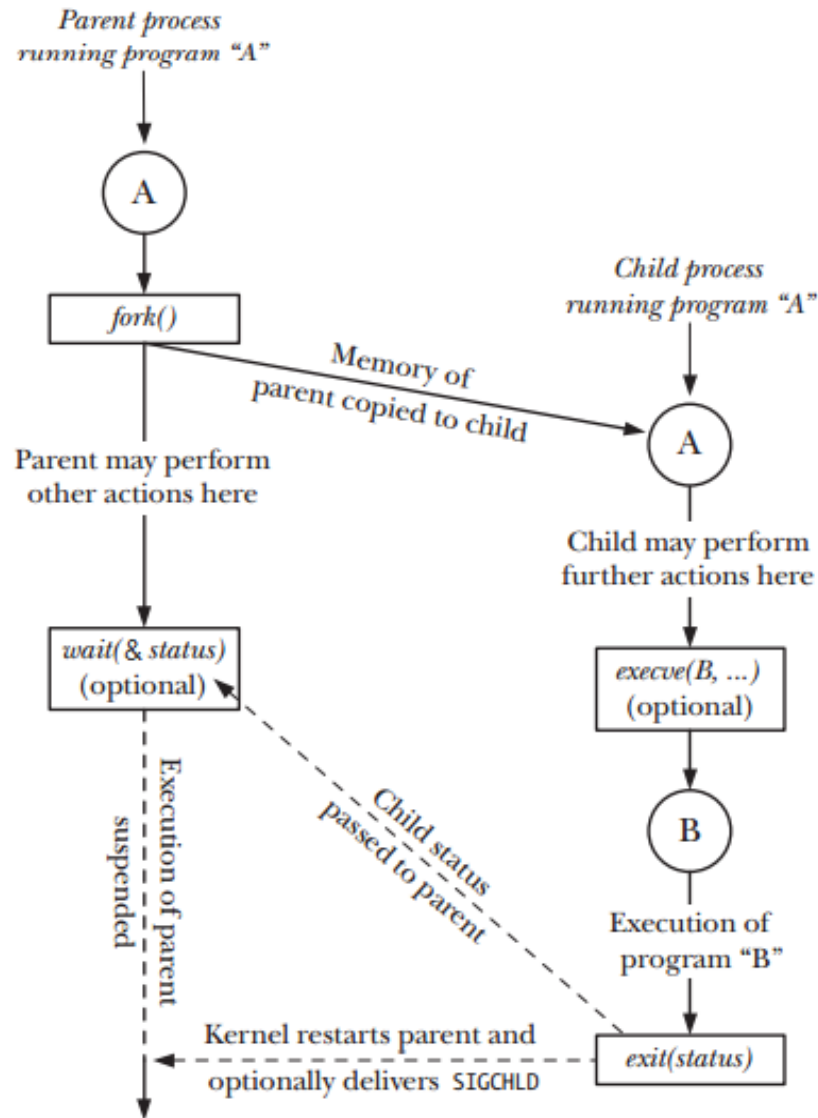 Parent process
running program “A”
A
fork()
Child process
running program “A”
Memory of
parent copied to child
A
Parent may perform
other actions here
Child may perform
further actions here
wait(& status)
(optional)
execve(B, ...)
(optional)
B
Execution of parent
suspended
Child status
passed to parent
Execution of
program “B”
Kernel restarts parent and
optionally delivers SIGCHLD
exit(status)